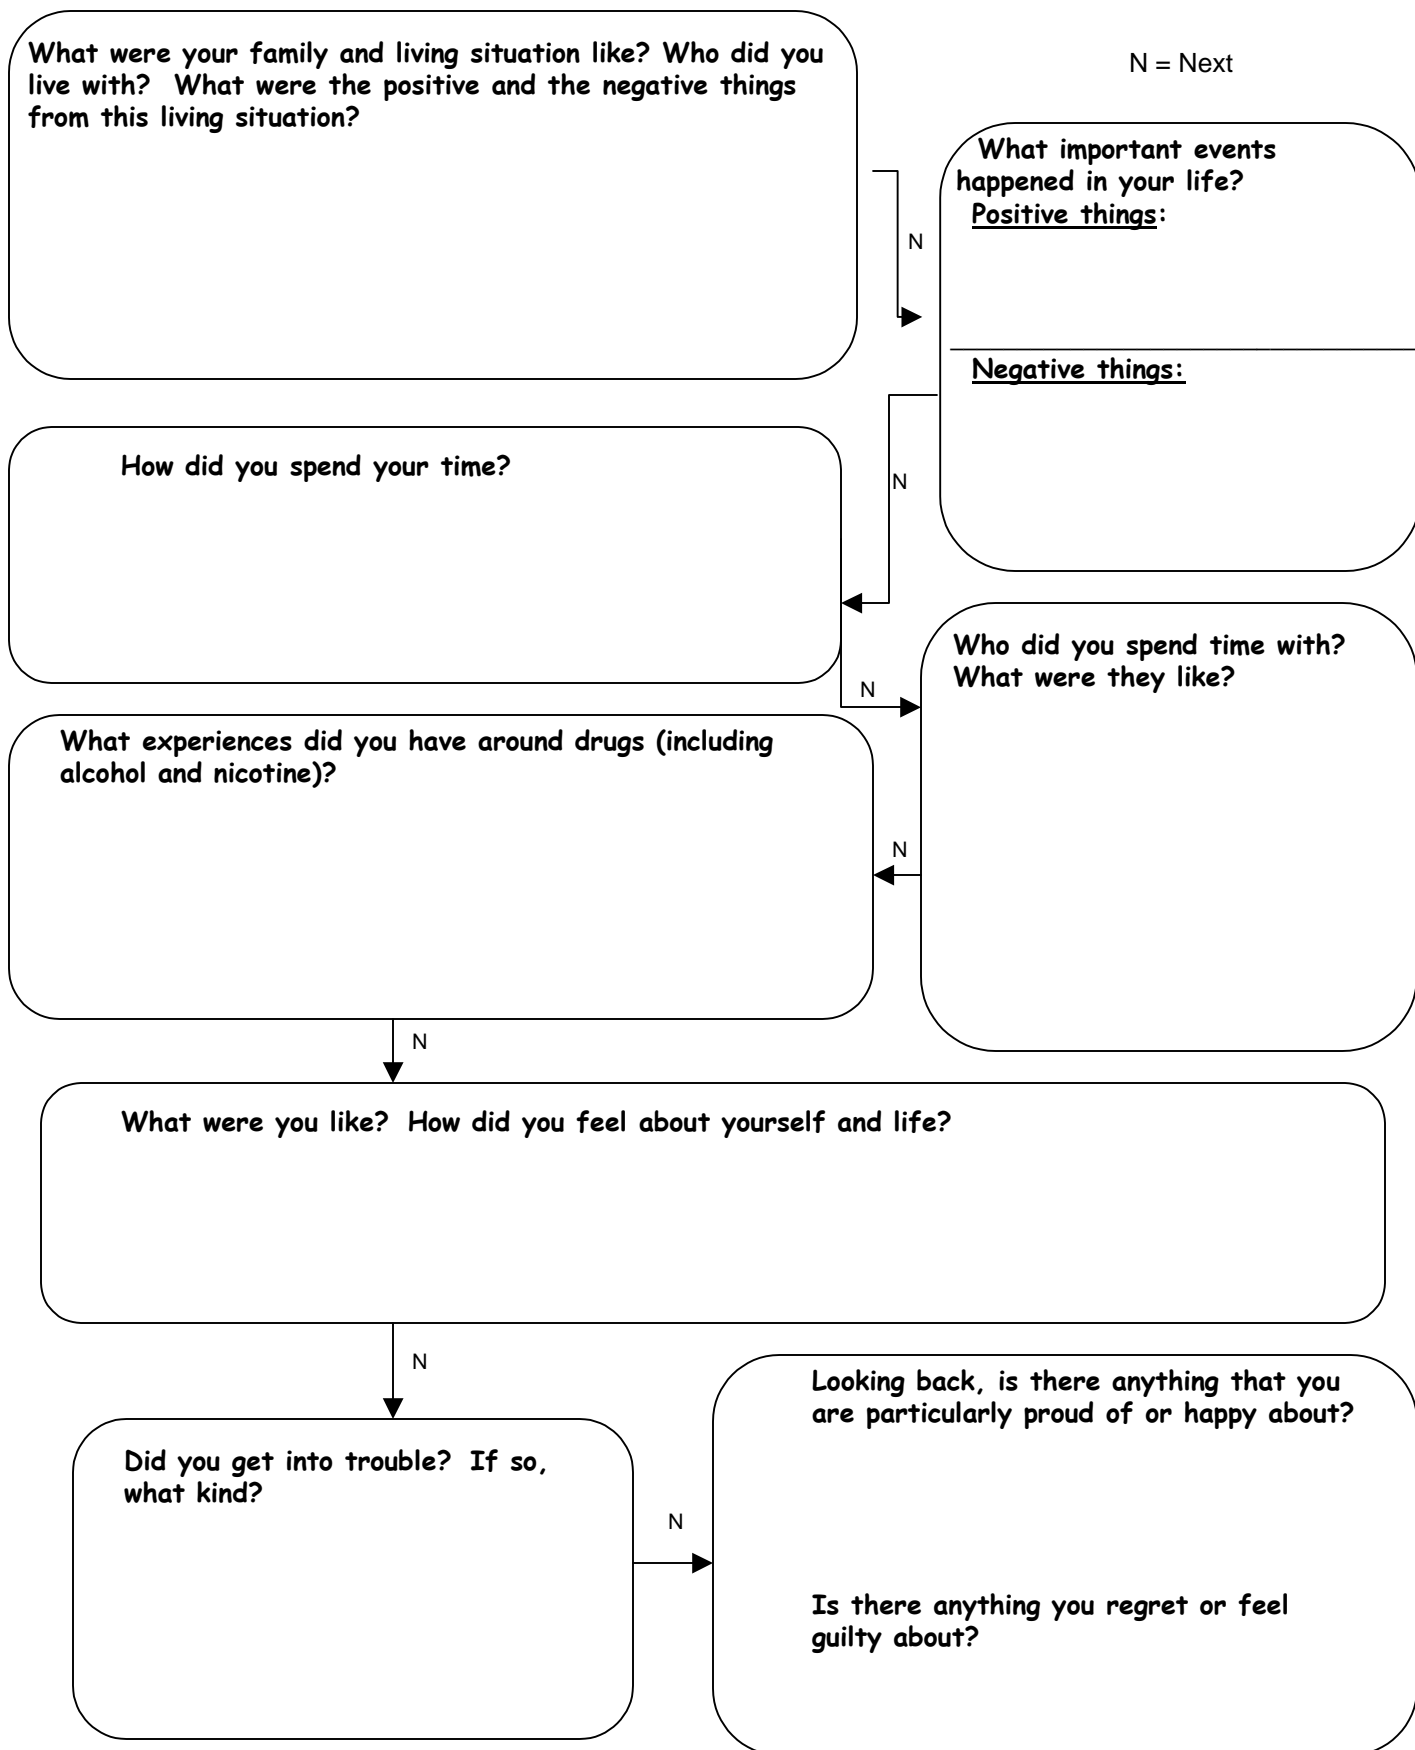 What were your family and living situation like? Who did you
live with?  What were the positive and the negative things
from this living situation?
N = Next
What important events
happened in your life?
Positive things:
N
Negative things:
How did you spend your time?
N
Who did you spend time with?
What were they like?
N
What experiences did you have around drugs (including
alcohol and nicotine)?
N
N
What were you like?  How did you feel about yourself and life?
N
Looking back, is there anything that you
are particularly proud of or happy about?
Did you get into trouble?  If so,
what kind?
N
Is there anything you regret or feel
guilty about?